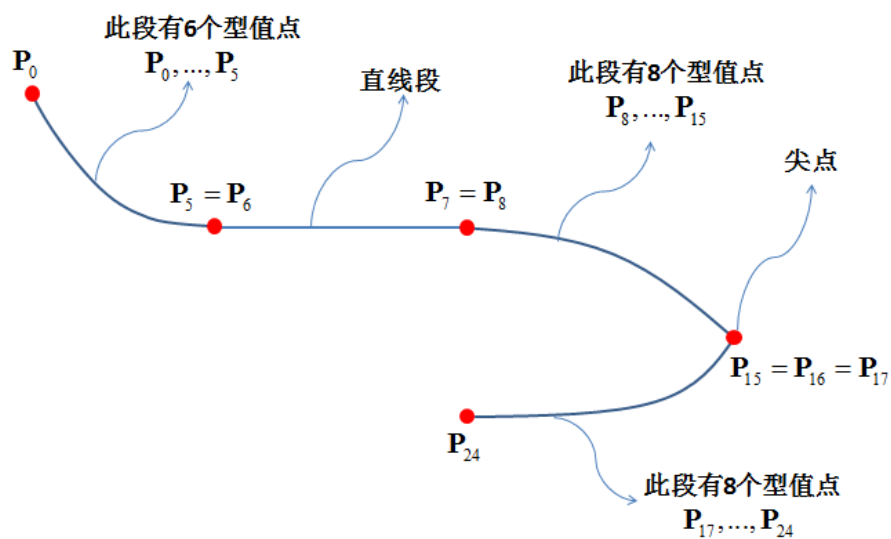 此段有6个型值点
P₀,...,P₅
P₀
直线段
此段有8个型值点
P₈,...,P₁₅
尖点
P₅ = P₆
P₇ = P₈
P₁₅ = P₁₆ = P₁₇
P₂₄
此段有8个型值点
P₁₇,...,P₂₄